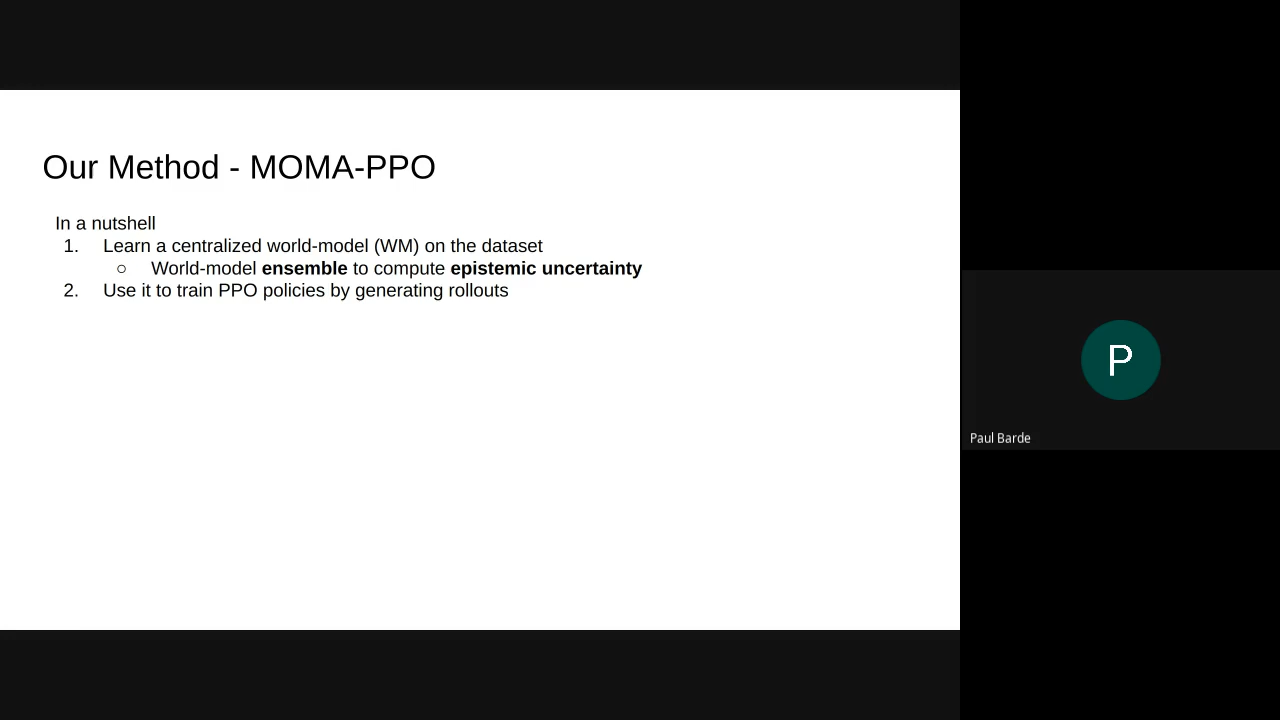 Our Method - MOMA-PPO
In a nutshell
1. Learn a centralized world-model (WM) on the dataset
○ World-model ensemble to compute epistemic uncertainty
2. Use it to train PPO policies by generating rollouts
P
Paul Barde